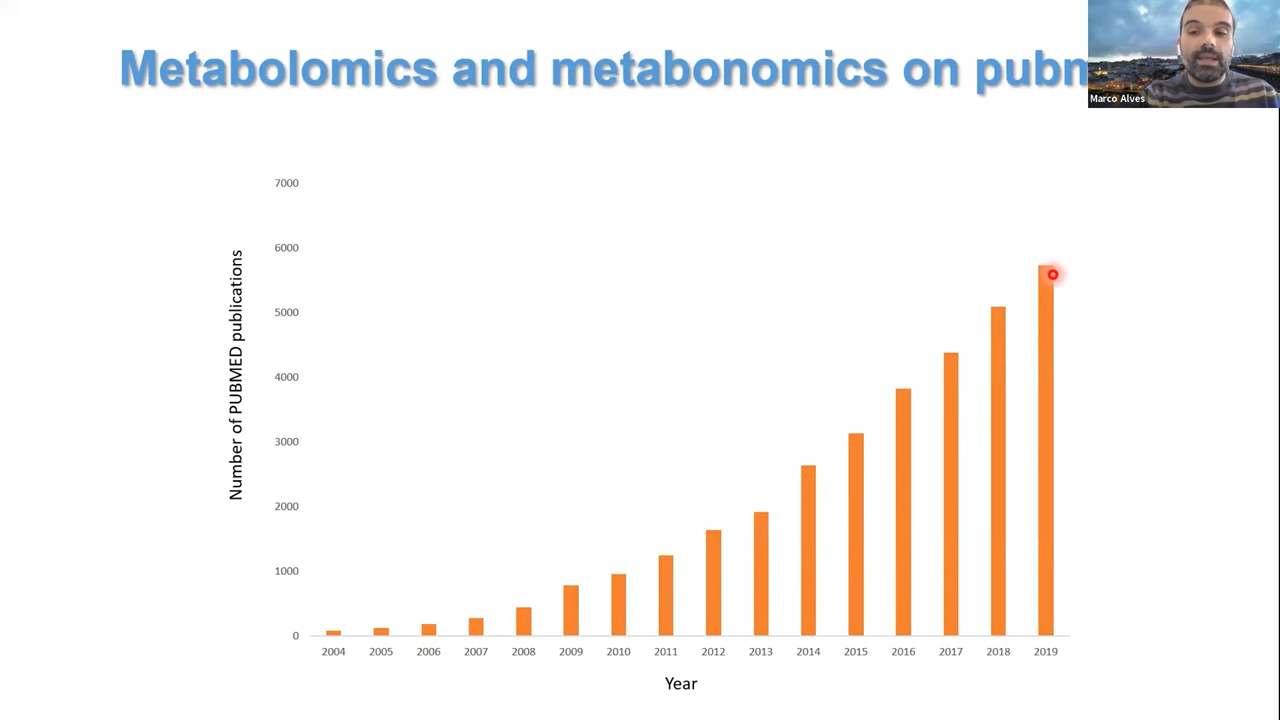 Metabolomics and metabonomics on pubm
Marco Alves
7000
6000
5000
4000
3000
2000
1000
0
Number of PUBMED publications
2004 2005 2006 2007 2008 2009 2010 2011 2012 2013 2014 2015 2016 2017 2018 2019
Year